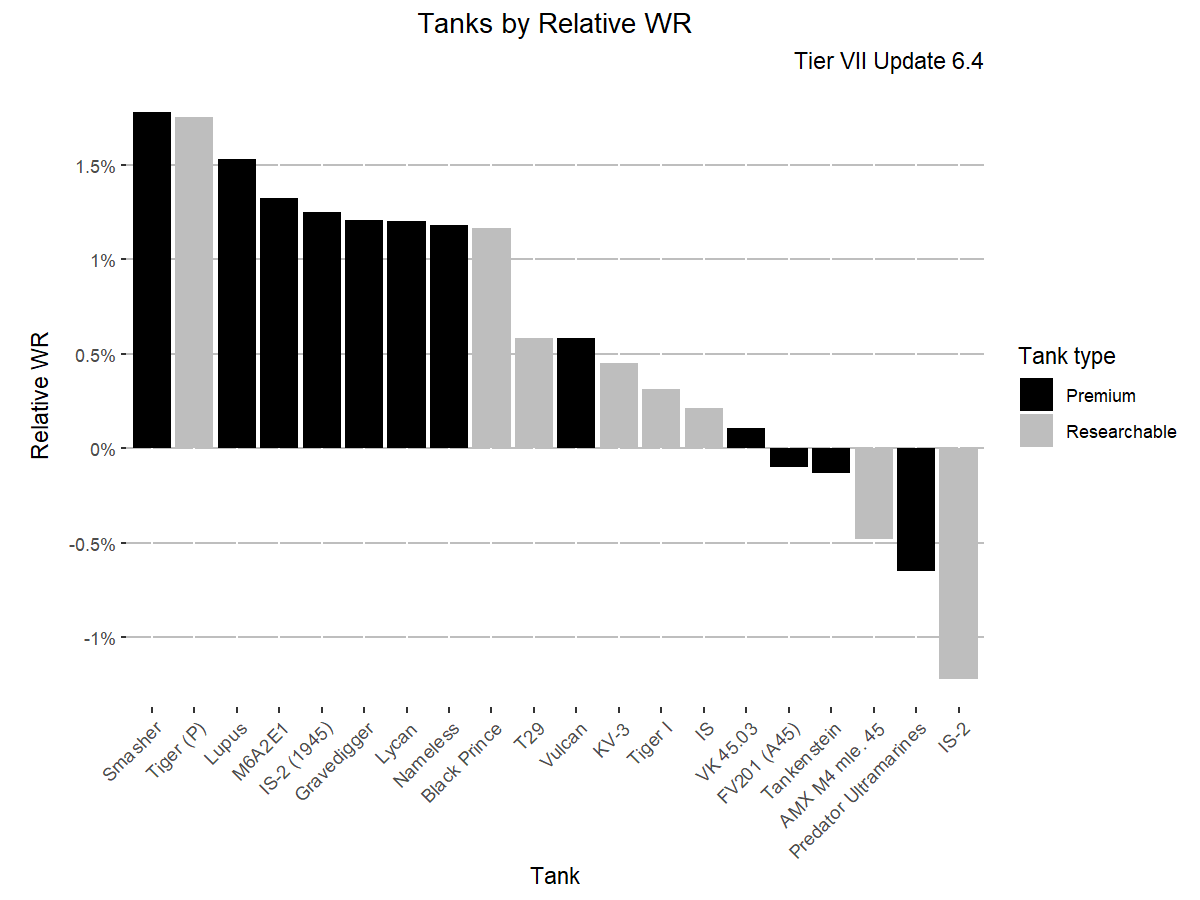 Tanks by Relative WR
Tier VII Update 6.4
Relative WR
1.5%
1%
0.5%
0%
-0.5%
-1%
Smasher
Tiger (P)
Lupus
M6A2E1
IS-2 (1945)
Gravedigger
Lycan
Nameless
Black Prince
T29
Vulcan
KV-3
Tiger I
IS
VK 45.03
FV201 (A45)
Tankenstein
AMX M4 mle. 45
Predator Ultramarines
IS-2
Tank
Tank type
Premium
Researchable